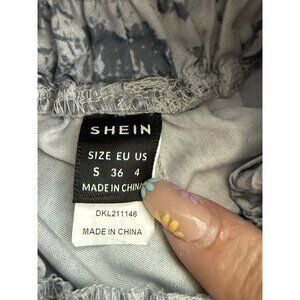 SHEIN
SIZE EU US
S 36 4
MADE IN CHINA
DKL211146
MADE IN CHINA